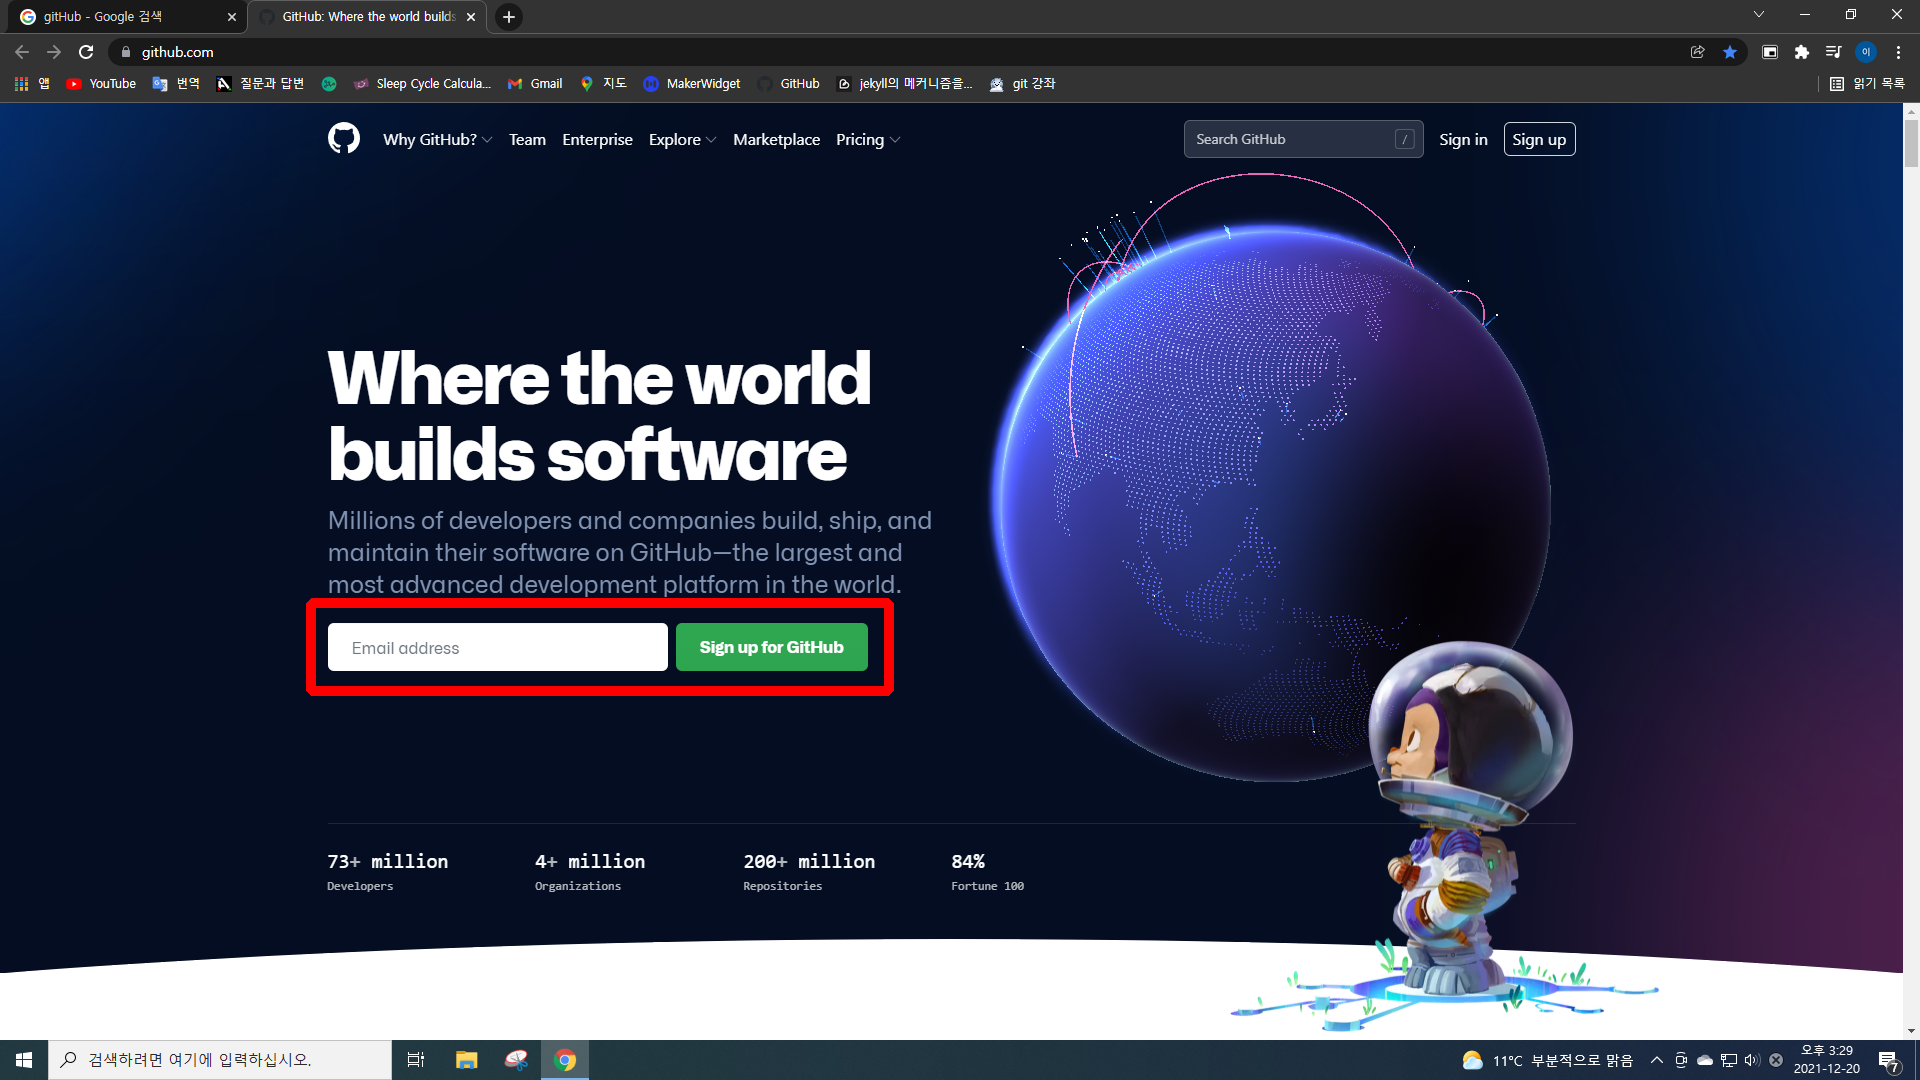 gitHub - Google 검색
GitHub: Where the world builds
github.com
앱
YouTube
번역
질문과 답변
Sleep Cycle Calcula...
Gmail
지도
MakerWidget
GitHub
jekyll의 메커니즘을...
git 강좌
읽기 목록
이
Why GitHub?
Team
Enterprise
Explore
Marketplace
Pricing
Search GitHub
/
Sign in
Sign up
Where the world
builds software
Millions of developers and companies build, ship, and
maintain their software on GitHub—the largest and
most advanced development platform in the world.
Email address
Sign up for GitHub
73+ million
Developers
4+ million
Organizations
200+ million
Repositories
84%
Fortune 100
검색하려면 여기에 입력하십시오.
11°C 부분적으로 맑음
오후 3:29
2021-12-20
7